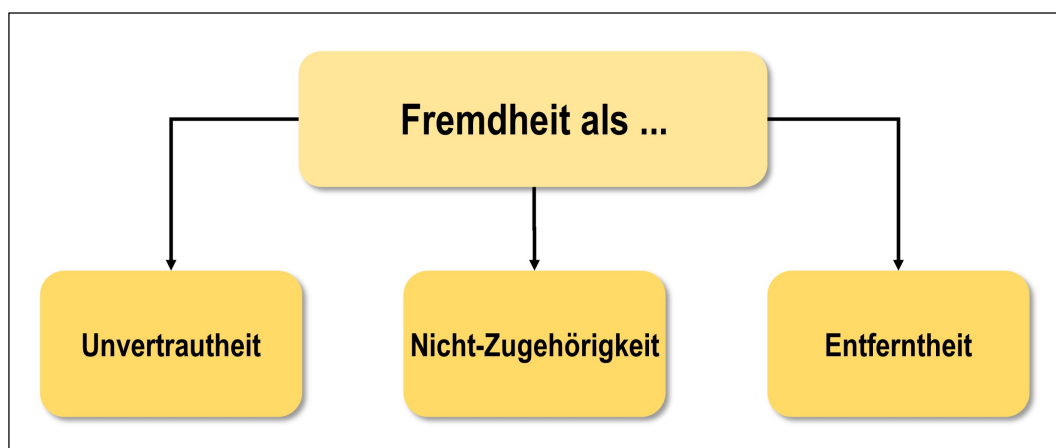 Fremdheit als ...
Unvertrautheit
Nicht-Zugehörigkeit
Entferntheit